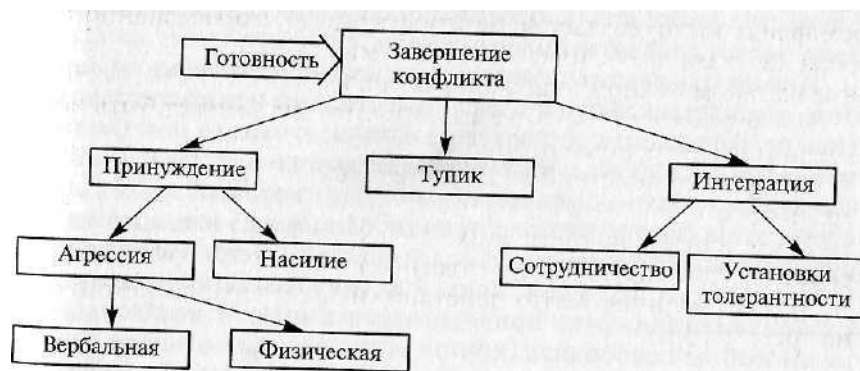 Готовность
Завершение
конфликта
Принуждение
Тупик
Интеграция
Агрессия
Насилие
Сотрудничество
Установки
толерантности
Вербальная
Физическая